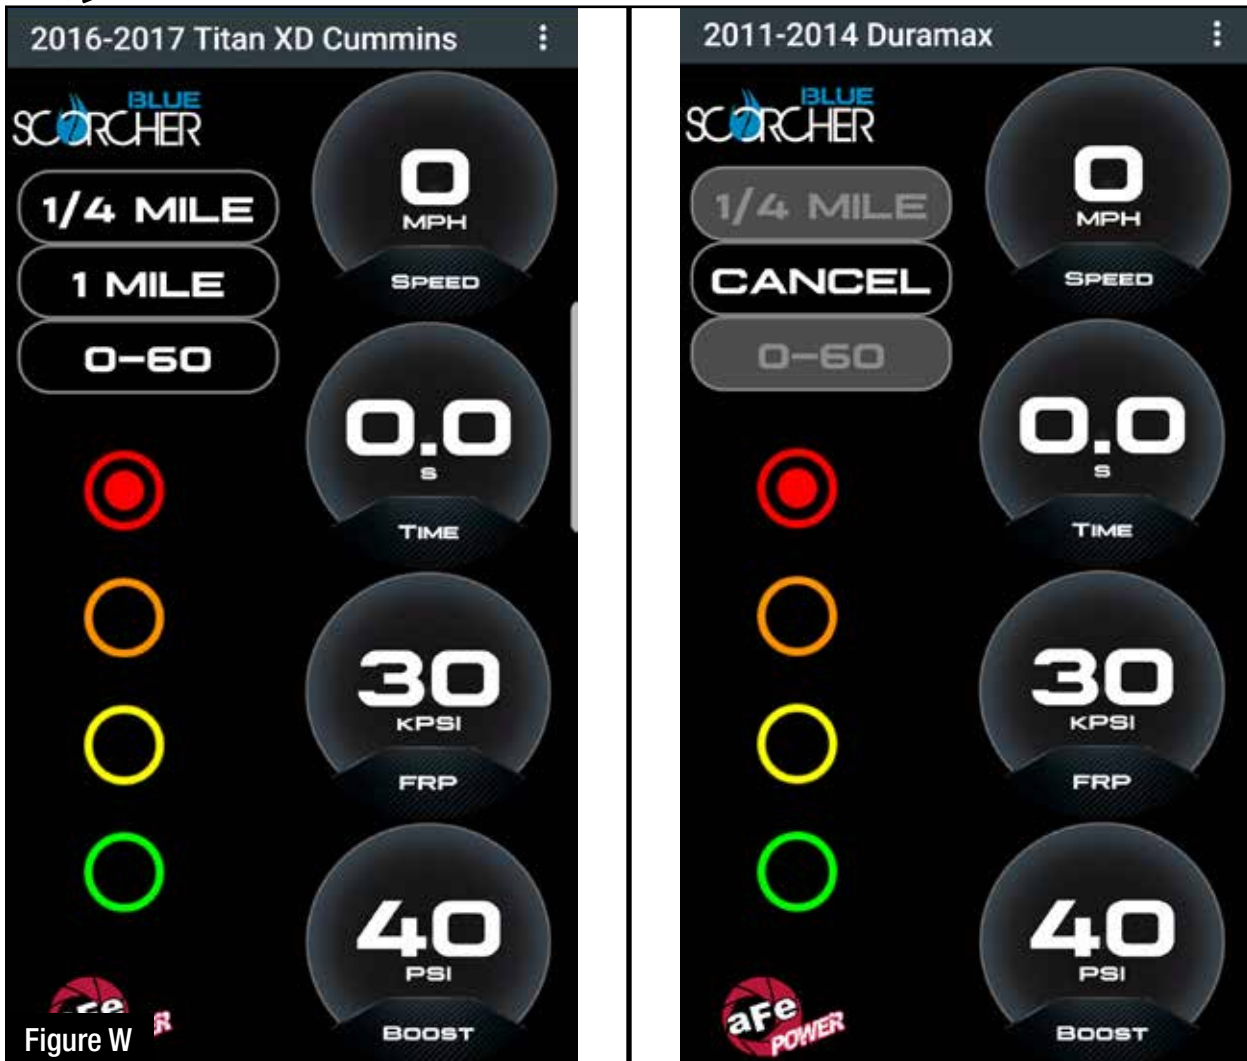 2016-2017 Titan XD Cummins
BLUE
SCORCHER
1/4 MILE
1 MILE
0-60
0
MPH
SPEED
0.0
S
TIME
30
KPSI
FRP
40
PSI
BOOST
aFe
Figure W
2011-2014 Duramax
BLUE
SCORCHER
1/4 MILE
CANCEL
0-60
0
MPH
SPEED
0.0
S
TIME
30
KPSI
FRP
40
PSI
BOOST
aFe
POWER